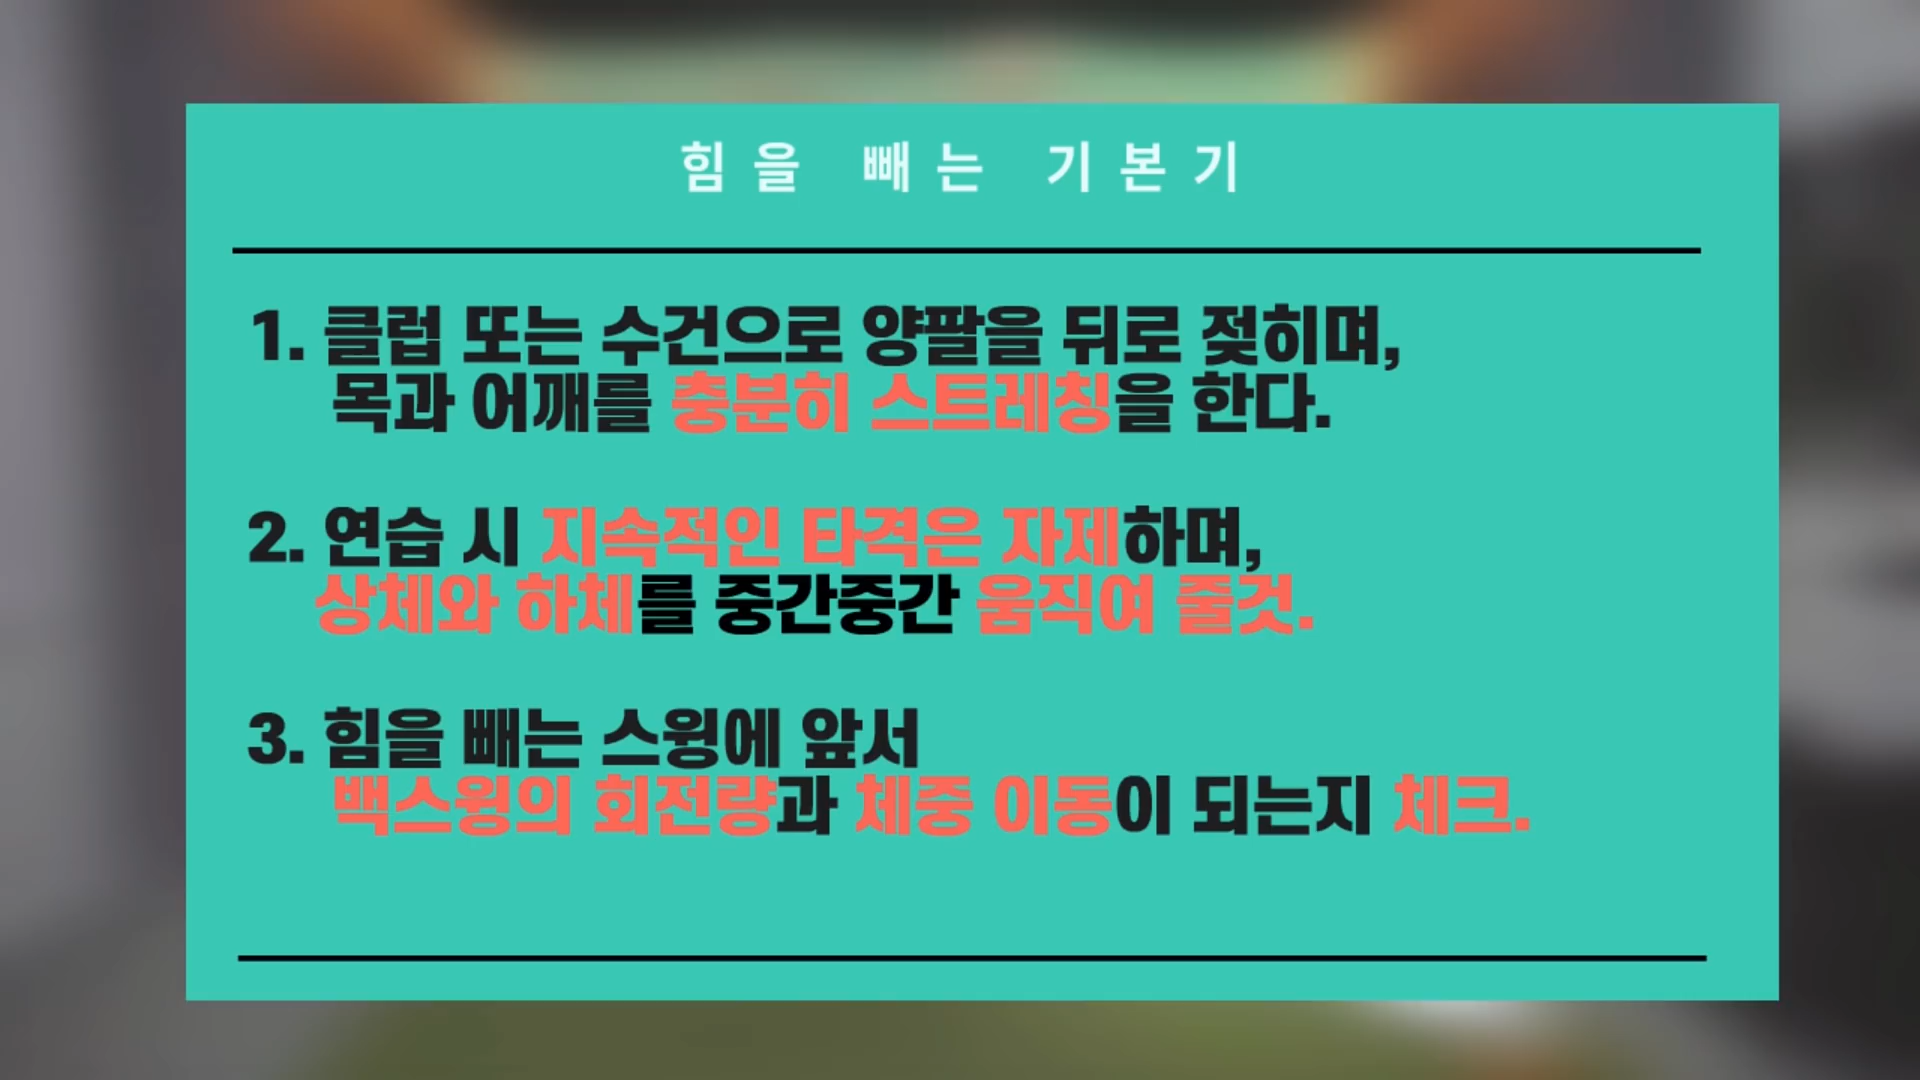 힘을 빼는 기본기
1. 클럽 또는 수건으로 양팔을 뒤로 젖히며,
목과 어깨를 충분히 스트레칭을 한다.
2. 연습 시 지속적인 타격은 자제하며,
상체와 하체를 중간중간 움직여 줄것.
3. 힘을 빼는 스윙에 앞서
백스윙의 회전량과 체중 이동이 되는지 체크.